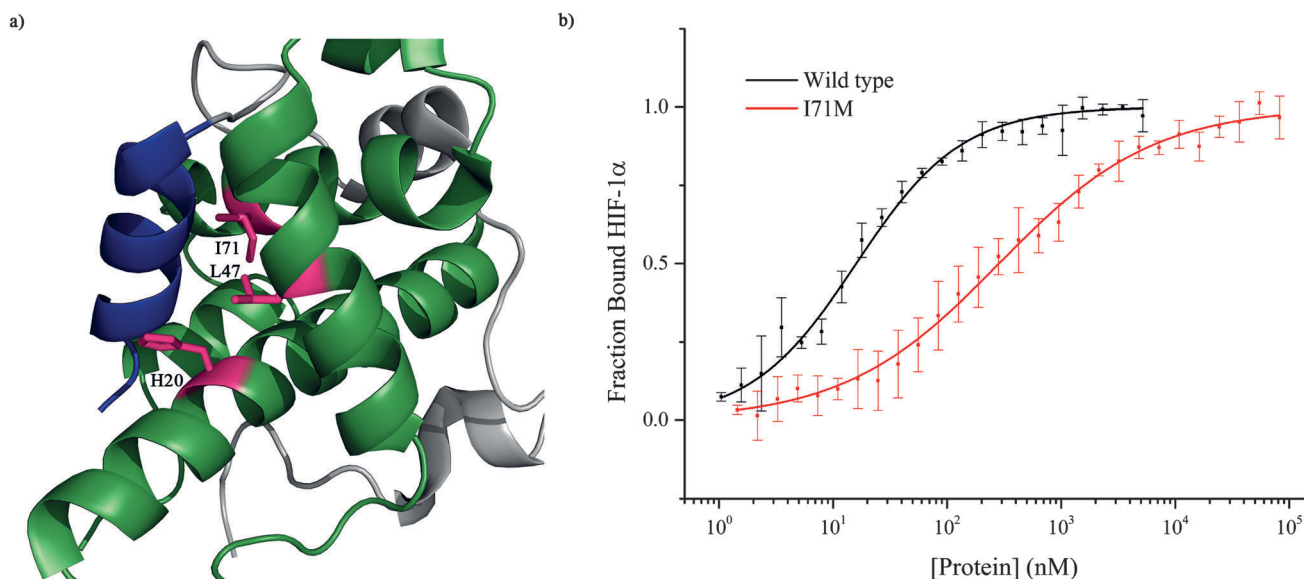 a)
I71
L47
H20
b)
Wild type
I71M
1.0
0.5
0.0
Fraction Bound HIF-1α
10⁰
10¹
10²
10³
10⁴
10⁵
[Protein] (nM)